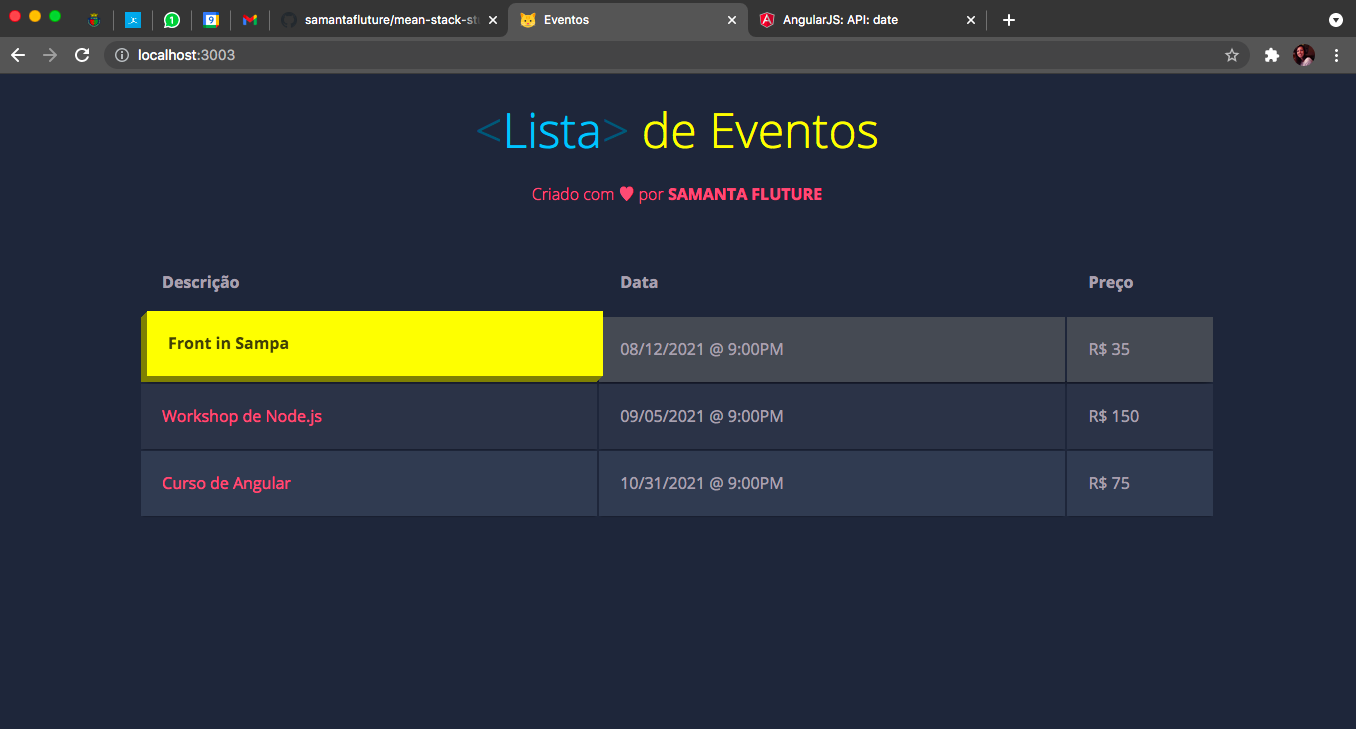 samantafluture/mean-stack-st
Eventos
AngularJS: API: date
localhost:3003
<Lista> de Eventos
Criado com ♥ por SAMANTA FLUTURE
Descrição Data Preço
Front in Sampa 08/12/2021 @ 9:00PM R$ 35
Workshop de Node.js 09/05/2021 @ 9:00PM R$ 150
Curso de Angular 10/31/2021 @ 9:00PM R$ 75